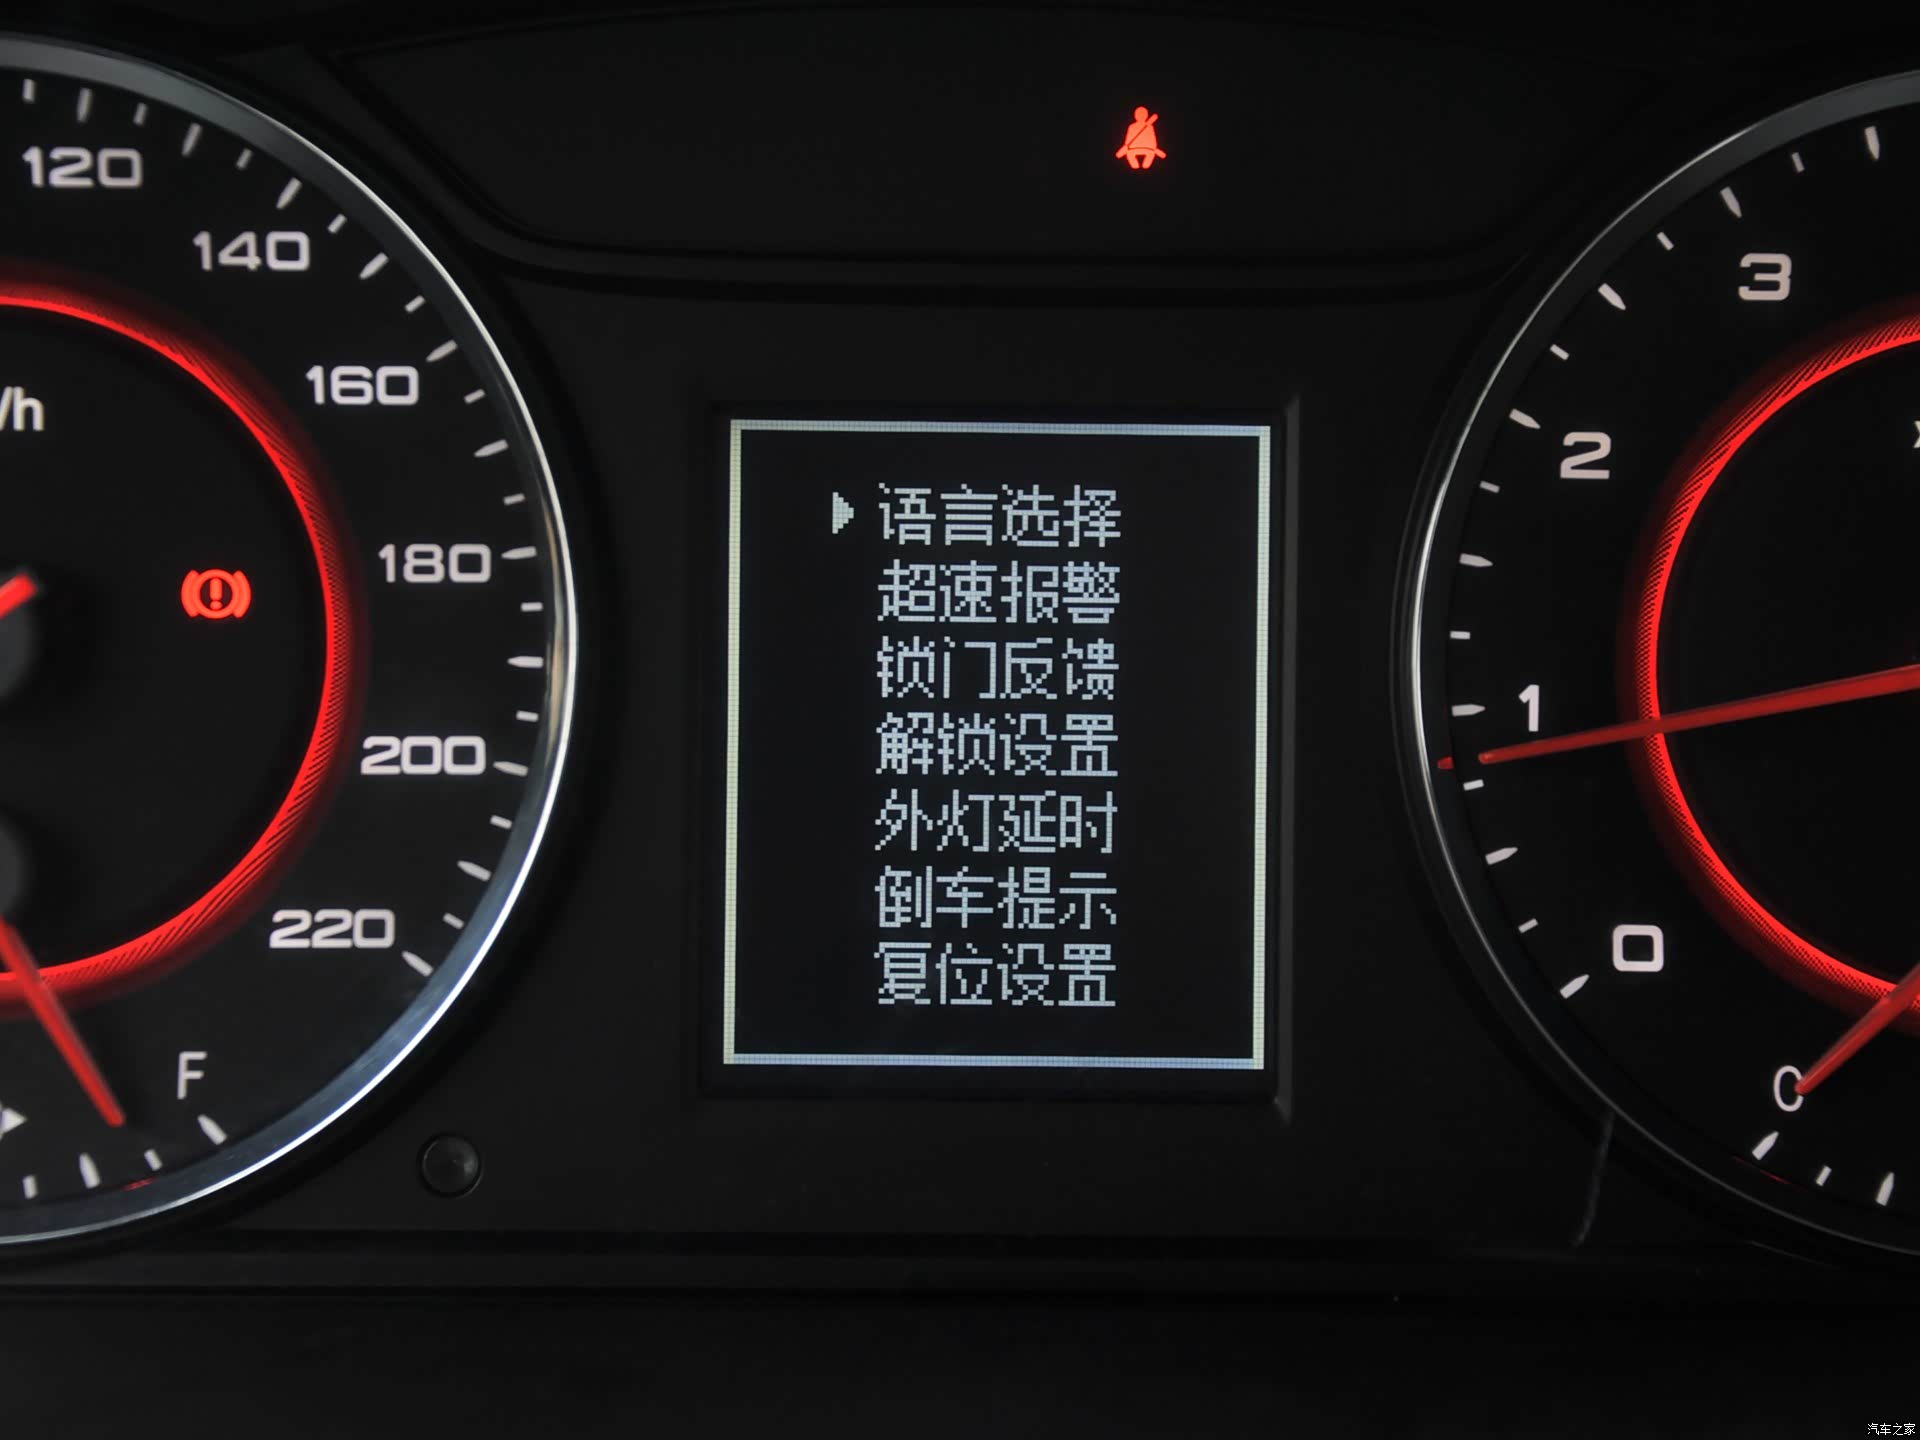 120
140
160
/h
180
200
220
F
语言选择
超速报警
锁门反馈
解锁设置
外灯延时
倒车提示
复位设置
3
2
1
0
C
汽车之家